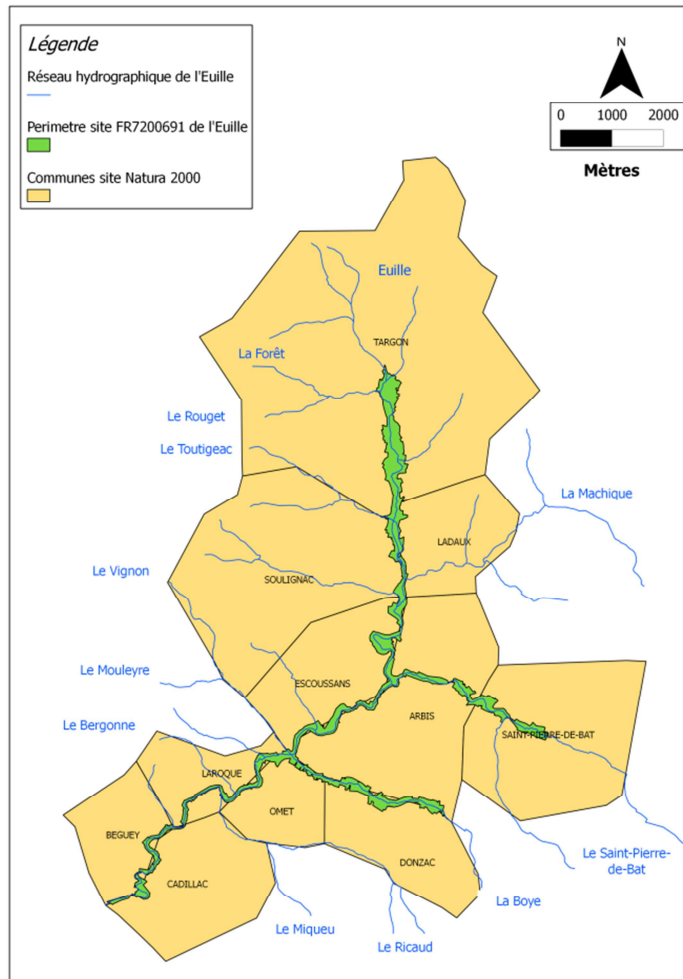 Légende
Réseau hydrographique de l'Euille
Perimetre site FR7200691 de l'Euille
Communes site Natura 2000
N
0 1000 2000
Mètres
Euille
TARGON
La Forêt
Le Rouget
Le Toutigeac
La Machique
LADAUX
Le Vignon
SOULIGNAC
Le Mouleyre
ESCOUSSANS
ARBIS
Le Bergonne
SAINT-PIERRE-DE-BAT
LAROQUE
OMET
BEGUEY
DONZAC
Le Saint-Pierre-
de-Bat
CADILLAC
La Boye
Le Miqueu
Le Ricaud